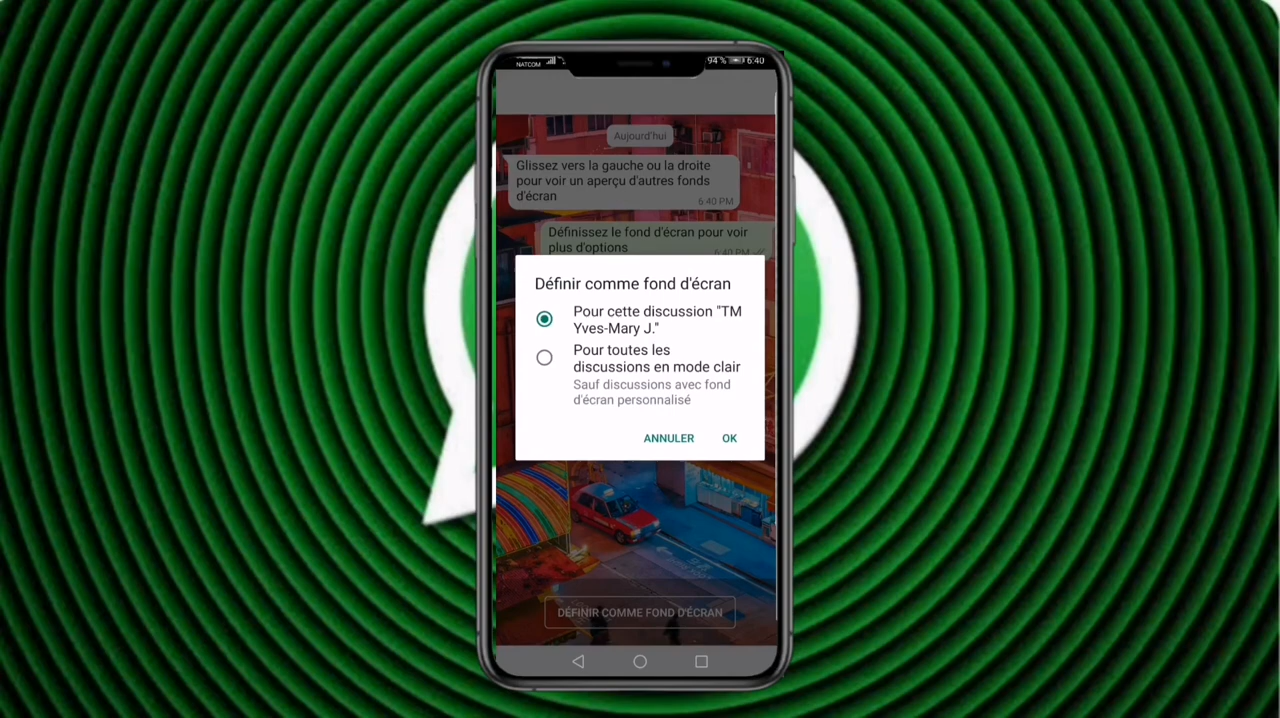 NATCOM
94 % 6:40
Aujourd'hui
Glissez vers la gauche ou la droite
pour voir un aperçu d'autres fonds
d'écran
6:40 PM
Définissez le fond d'écran pour voir
plus d'options
6:40 PM
Définir comme fond d'écran
Pour cette discussion "TM
Yves-Mary J."
Pour toutes les
discussions en mode clair
Sauf discussions avec fond
d'écran personnalisé
ANNULER OK
DÉFINIR COMME FOND D'ÉCRAN